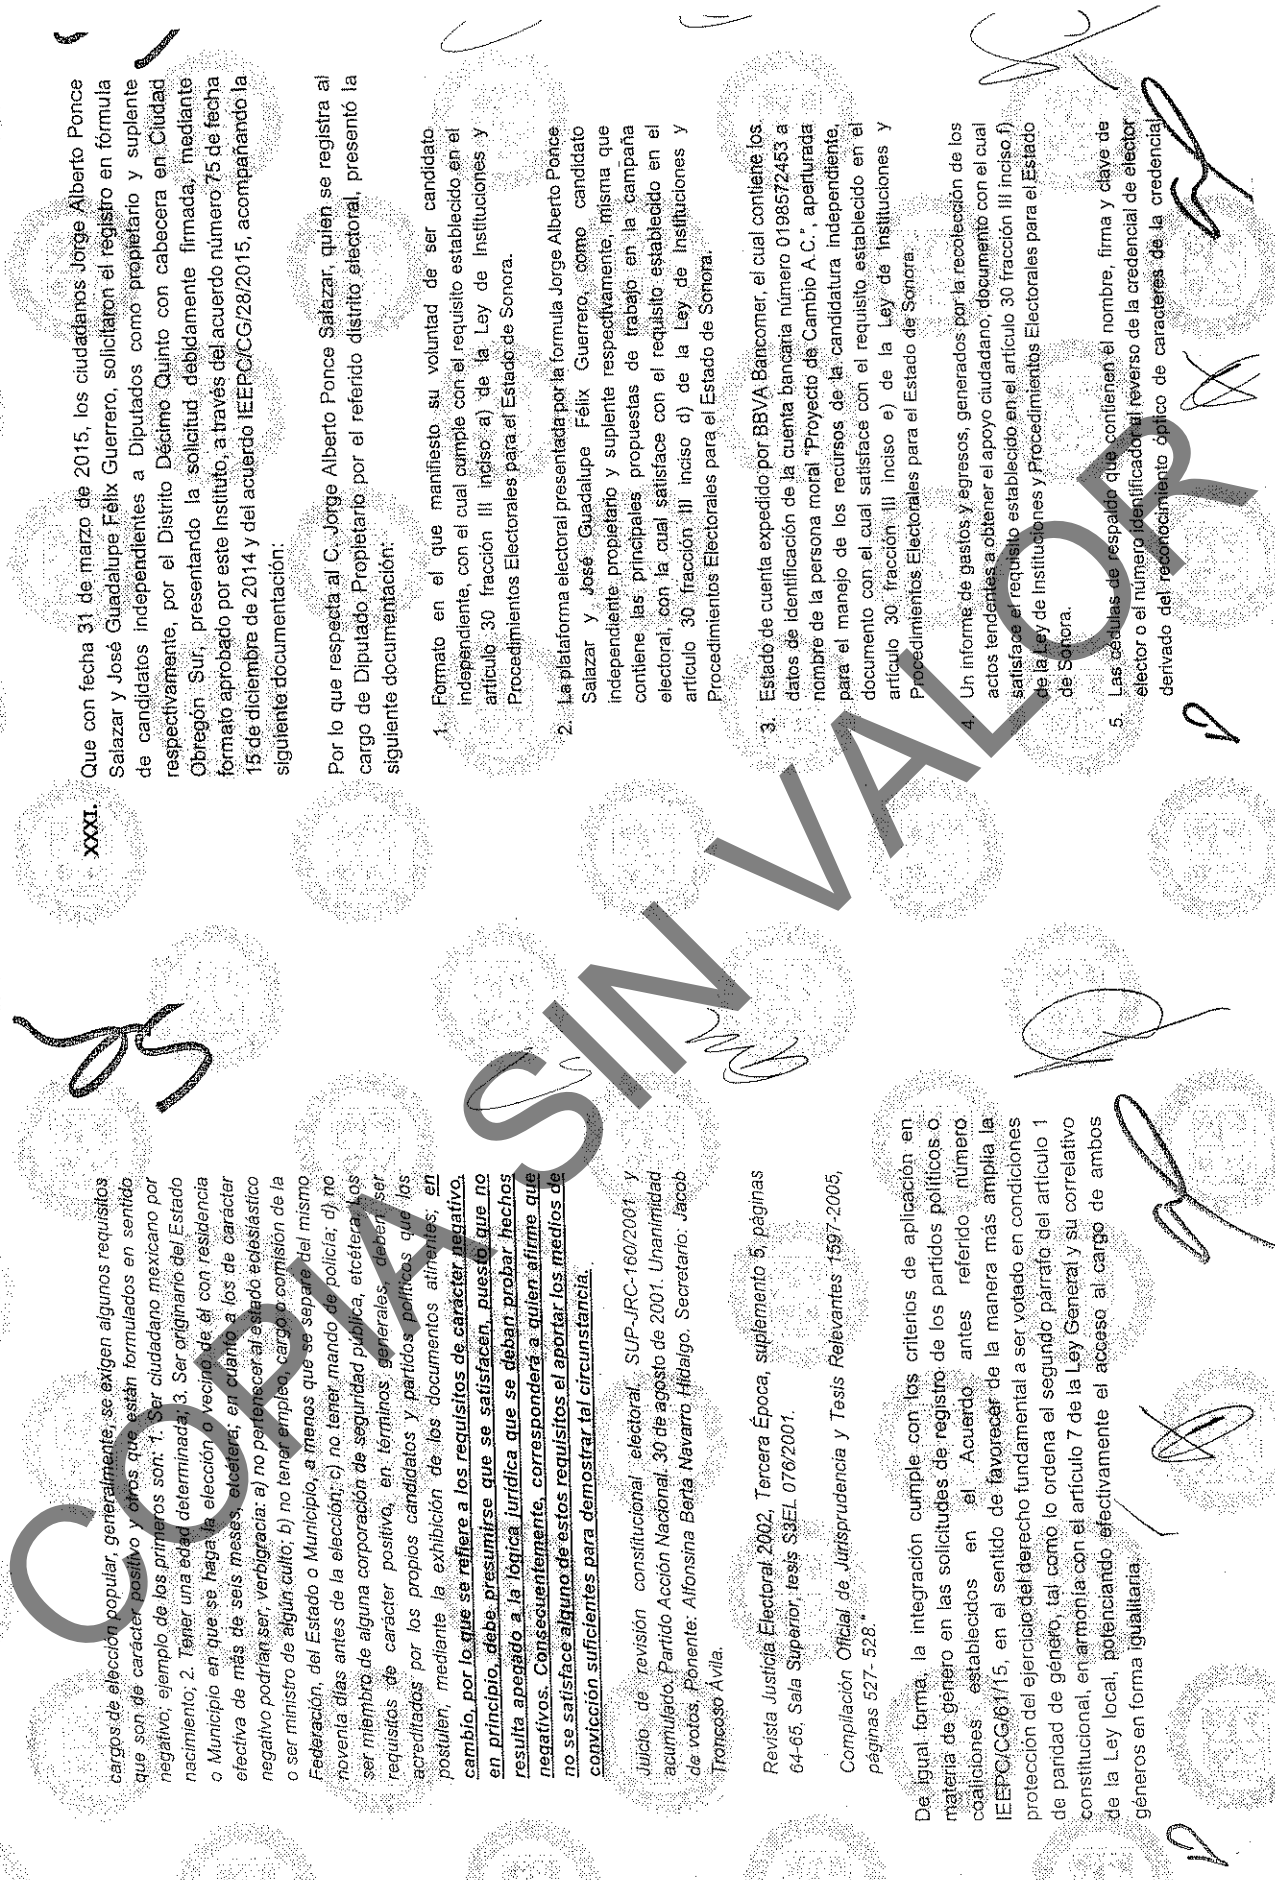 cargos de elección popular, generalmente, se exigen algunos requisitos
que son de carácter positivo y otros que están formulados en sentido
negativo, ejemplo de los primeros son: 1. Ser ciudadano mexicano por
nacimiento; 2. Tener una edad determinada; 3. Ser originario del Estado
o Municipio en que se haga la elección o vecino de él con residencia
efectiva de más de seis meses, etcétera; en cuanto a los de carácter
negativo podrían ser, verbigracia: a) no pertenecer al estado eclesiástico
o ser ministro de algún culto; b) no tener empleo, cargo o comisión de la
Federación, del Estado o Municipio, a menos que se separe del mismo
noventa días antes de la elección; c) no tener mando de policía; d) no
ser miembro de alguna corporación de seguridad pública, etcétera. Los
requisitos de carácter positivo, en términos generales, deben ser
acreditados por los propios candidatos y partidos políticos que los
postulen, mediente la exhibición de los documentos atinentes; en
cambio, por lo que se refiere a los requisitos de carácter negativo,
en principio, debe presumirse que se satisfacen, puesto que no
resulta apegado a la lógica jurídica que se deban probar hechos
negativos. Consecuentemente, corresponderá a quien afirme que
no se satisface alguno de estos requisitos el aportar los medios de
convicción suficientes para demostrar tal circunstancia.
Juicio de revisión constitucional electoral. SUP-JRC-160/2001 y
acumulado. Partido Acción Nacional. 30 de agosto de 2001. Unanimidad
de votos. Ponente: Alfonsina Berta Navarro Hidalgo. Secretario: Jacob
Troncoso Ávila.
Revista Justicia Electoral 2002, Tercera Época, suplemento 5, páginas
64-65, Sala Superior, tesis S3EL 076/2001.
Compilación Oficial de Jurisprudencia y Tesis Relevantes 1997-2005,
páginas 527- 528."
De igual forma, la integración cumple con los criterios de aplicación en
materia de género en las solicitudes de registro de los partidos políticos o
coaliciones establecidos en el Acuerdo antes referido número
IEEPC/CG/61/15, en el sentido de favorecer de la manera más amplia la
protección del ejercicio del derecho fundamental a ser votado en condiciones
de paridad de género, tal como lo ordena el segundo párrafo del artículo 1
constitucional, en armonía con el artículo 7 de la Ley General y su correlativo
de la Ley local, potenciando efectivamente el acceso al cargo de ambos
géneros en forma igualitaria.
XXXI. Que con fecha 31 de marzo de 2015, los ciudadanos Jorge Alberto Ponce
Salazar y José Guadalupe Félix Guerrero, solicitaron el registro en fórmula
de candidatos independientes a Diputados como propietario y suplente
respectivamente, por el Distrito Décimo Quinto con cabecera en Ciudad
Obregón Sur, presentando la solicitud debidamente firmada, mediante
formato aprobado por este Instituto, a través del acuerdo número 75 de fecha
15 de diciembre de 2014 y del acuerdo IEEPC/CG/28/2015, acompañando la
siguiente documentación:
Por lo que respecta al C. Jorge Alberto Ponce Salazar, quien se registra al
cargo de Diputado Propietario por el referido distrito electoral, presentó la
siguiente documentación:
1. Formato en el que manifiesto su voluntad de ser candidato
independiente, con el cual cumple con el requisito establecido en el
artículo 30 fracción III inciso a) de la Ley de Instituciones y
Procedimientos Electorales para el Estado de Sonora.
2. La plataforma electoral presentada por la formula Jorge Alberto Ponce
Salazar y José Guadalupe Félix Guerrero, como candidato
independiente propietario y suplente respectivamente, misma que
contiene las principales propuestas de trabajo en la campaña
electoral, con la cual satisface con el requisito establecido en el
artículo 30 fracción III inciso d) de la Ley de Instituciones y
Procedimientos Electorales para el Estado de Sonora.
3. Estado de cuenta expedido por BBVA Bancomer, el cual contiene los
datos de identificación de la cuenta bancaria número 0198572453 a
nombre de la persona moral "Proyecto de Cambio A.C.", aperturada
para el manejo de los recursos de la candidatura independiente,
documento con el cual satisface con el requisito establecido en el
artículo 30 fracción III inciso e) de la Ley de Instituciones y
Procedimientos Electorales para el Estado de Sonora.
4. Un informe de gastos y egresos, generados por la recolección de los
actos tendentes a obtener el apoyo ciudadano, documento con el cual
satisface el requisito establecido en el artículo 30 fracción III inciso f)
de la Ley de Instituciones y Procedimientos Electorales para el Estado
de Sonora.
5. Las cédulas de respaldo que contienen el nombre, firma y clave de
elector o el número identificador al reverso de la credencial de elector
derivado del reconocimiento óptico de caracteres de la credencial
COPIA SIN VALOR